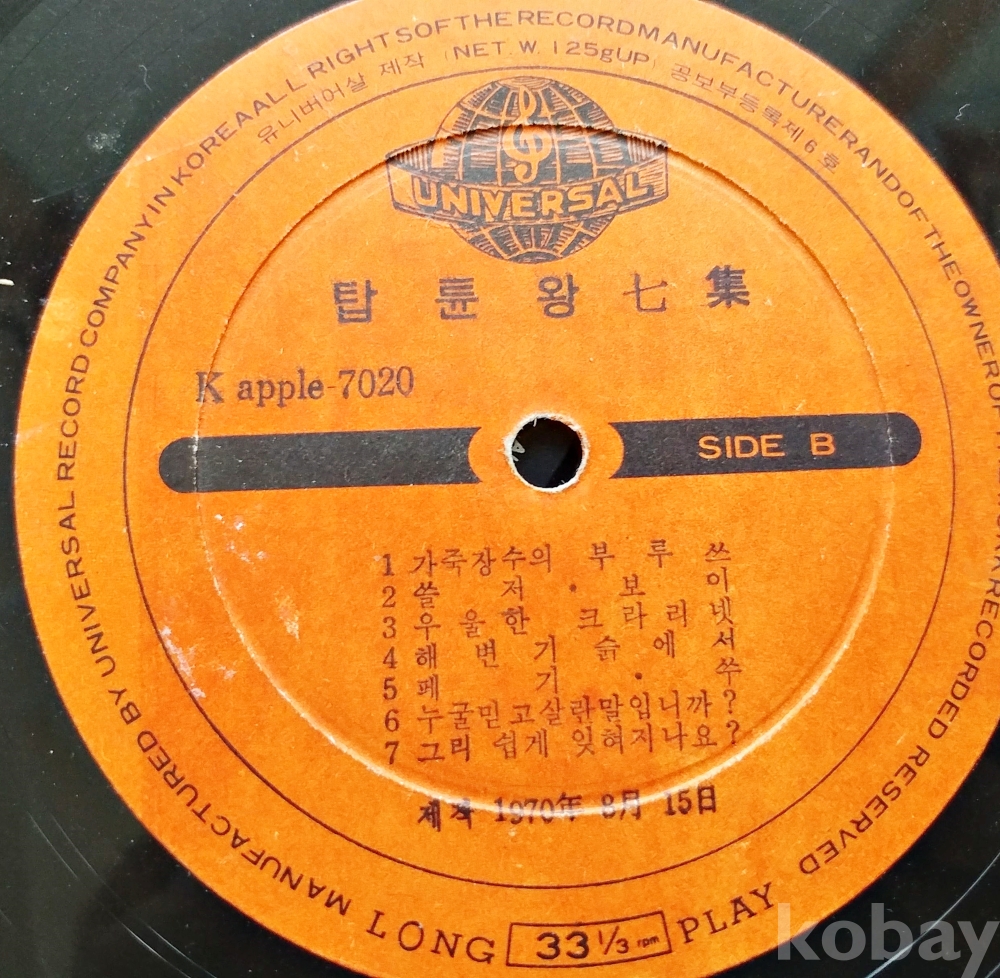 MANUFACTURED BY UNIVERSAL RECORD COMPANY IN KOREA ALL RIGHTS OF THE RECORD MANUFACTURER AND OF THE OWNER OF RECORDED RESERVED
유니버어살 제작 (NET. W. 125gUP) 공보부등록제6호
UNIVERSAL
탑튠왕七集
K apple-7020
SIDE B
1 가죽장수의 부루쓰
2 쏠저·보이
3 우울한 크라리넷
4 해변기슭에서
5 페기·쑤
6 누굴믿고살란말입니까?
7 그리 쉽게 잊혀지나요?
제작 1970年 8月 15日
LONG 33 1/3 rpm PLAY
kobay